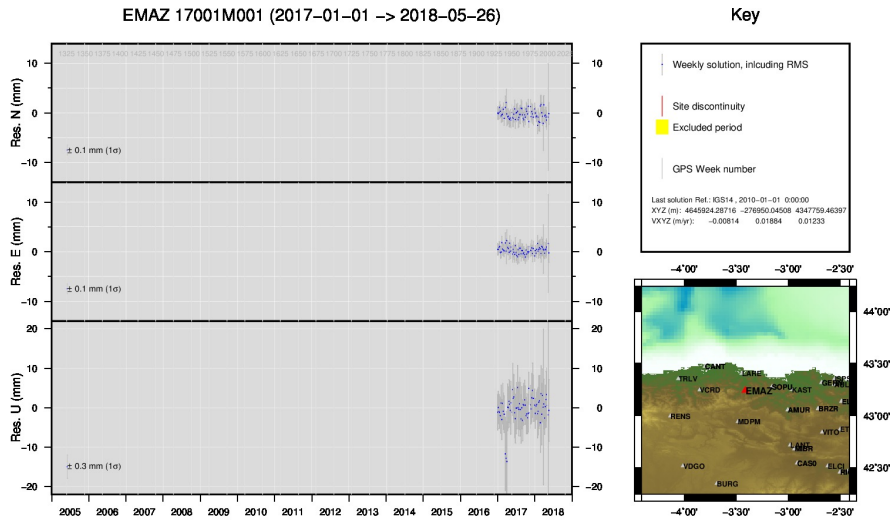 EMAZ 17001M001 (2017-01-01 -> 2018-05-26)
Key
10
0
-10
Res. N (mm)
± 0.1 mm (1σ)
10
0
-10
10
0
-10
Res. E (mm)
± 0.1 mm (1σ)
10
0
-10
20
10
0
-10
-20
Res. U (mm)
± 0.3 mm (1σ)
20
10
0
-10
-20
2005 2006 2007 2008 2009 2010 2011 2012 2013 2014 2015 2016 2017 2018
Weekly solution, inlcuding RMS
Site discontinuity
Excluded period
GPS Week number
Last solution Ref.: IGS14 , 2010-01-01 0:00:00
XYZ (m): 4645924.28716 -276950.04508 4347759.46397
VXYZ (m/yr): -0.00814 0.01884 0.01233
-4°00' -3°30' -3°00' -2°30'
44°00'
43°30'
43°00'
42°30'
CANT
TRLV
LARE
VCRD
EMAZ
SOPU
KAST
RENS
MDPM
AMUR
BRZR
VITO
LANT
VDGO
CAS0
ELCI
BURG
-4°00' -3°30' -3°00' -2°30'